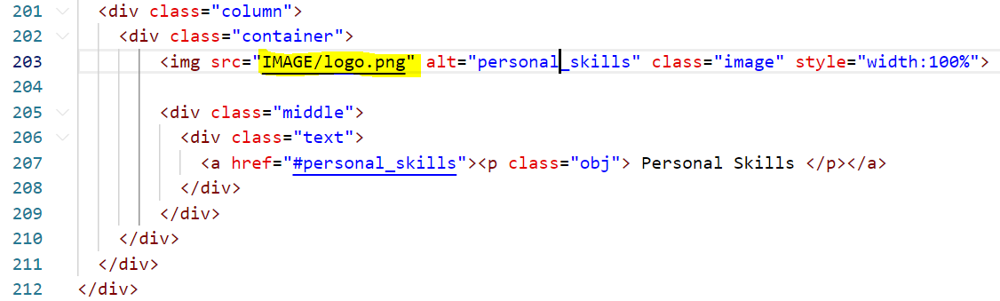 201 <div class="column">
202 <div class="container">
203 <img src="IMAGE/logo.png" alt="personal_skills" class="image" style="width:100%">
204
205 <div class="middle">
206 <div class="text">
207 <a href="#personal_skills"><p class="obj"> Personal Skills </p></a>
208 </div>
209 </div>
210 </div>
211 </div>
212 </div>